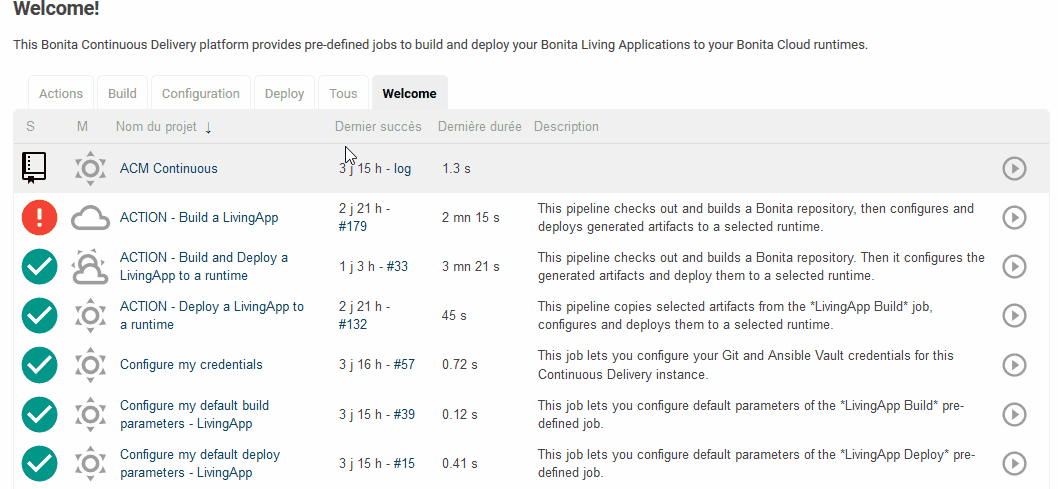 Welcome!
This Bonita Continuous Delivery platform provides pre-defined jobs to build and deploy your Bonita Living Applications to your Bonita Cloud runtimes.
Actions Build Configuration Deploy Tous Welcome
S M Nom du projet ↓ Dernier succès Dernière durée Description
ACM Continuous 3 j 15 h - log 1.3 s
ACTION - Build a LivingApp 2 j 21 h - #179 2 mn 15 s This pipeline checks out and builds a Bonita repository, then configures and
deploys generated artifacts to a selected runtime.
ACTION - Build and Deploy a
LivingApp to a runtime 1 j 3 h - #33 3 mn 21 s This pipeline checks out and builds a Bonita repository. Then it configures the
generated artifacts and deploy them to a selected runtime.
ACTION - Deploy a LivingApp to
a runtime 2 j 21 h - #132 45 s This pipeline copies selected artifacts from the *LivingApp Build* job,
configures and deploys them to a selected runtime.
Configure my credentials 3 j 16 h - #57 0.72 s This job lets you configure your Git and Ansible Vault credentials for this
Continuous Delivery instance.
Configure my default build
parameters - LivingApp 3 j 15 h - #39 0.12 s This job lets you configure default parameters of the *LivingApp Build* pre-
defined job.
Configure my default deploy
parameters - LivingApp 3 j 15 h - #15 0.41 s This job lets you configure default parameters of the *LivingApp Deploy* pre-
defined job.